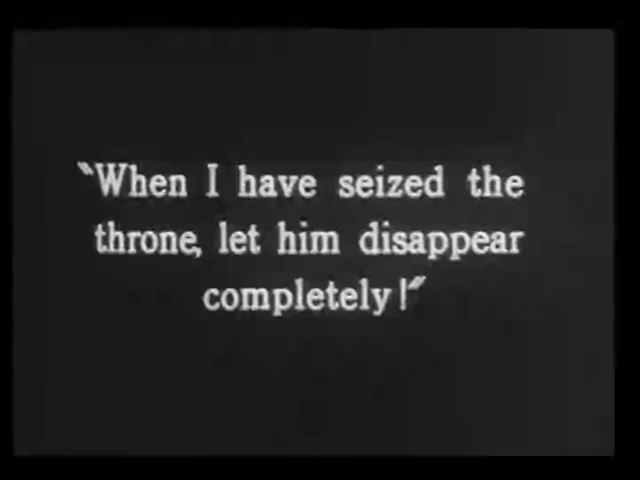 "When I have seized the
throne, let him disappear
completely!"